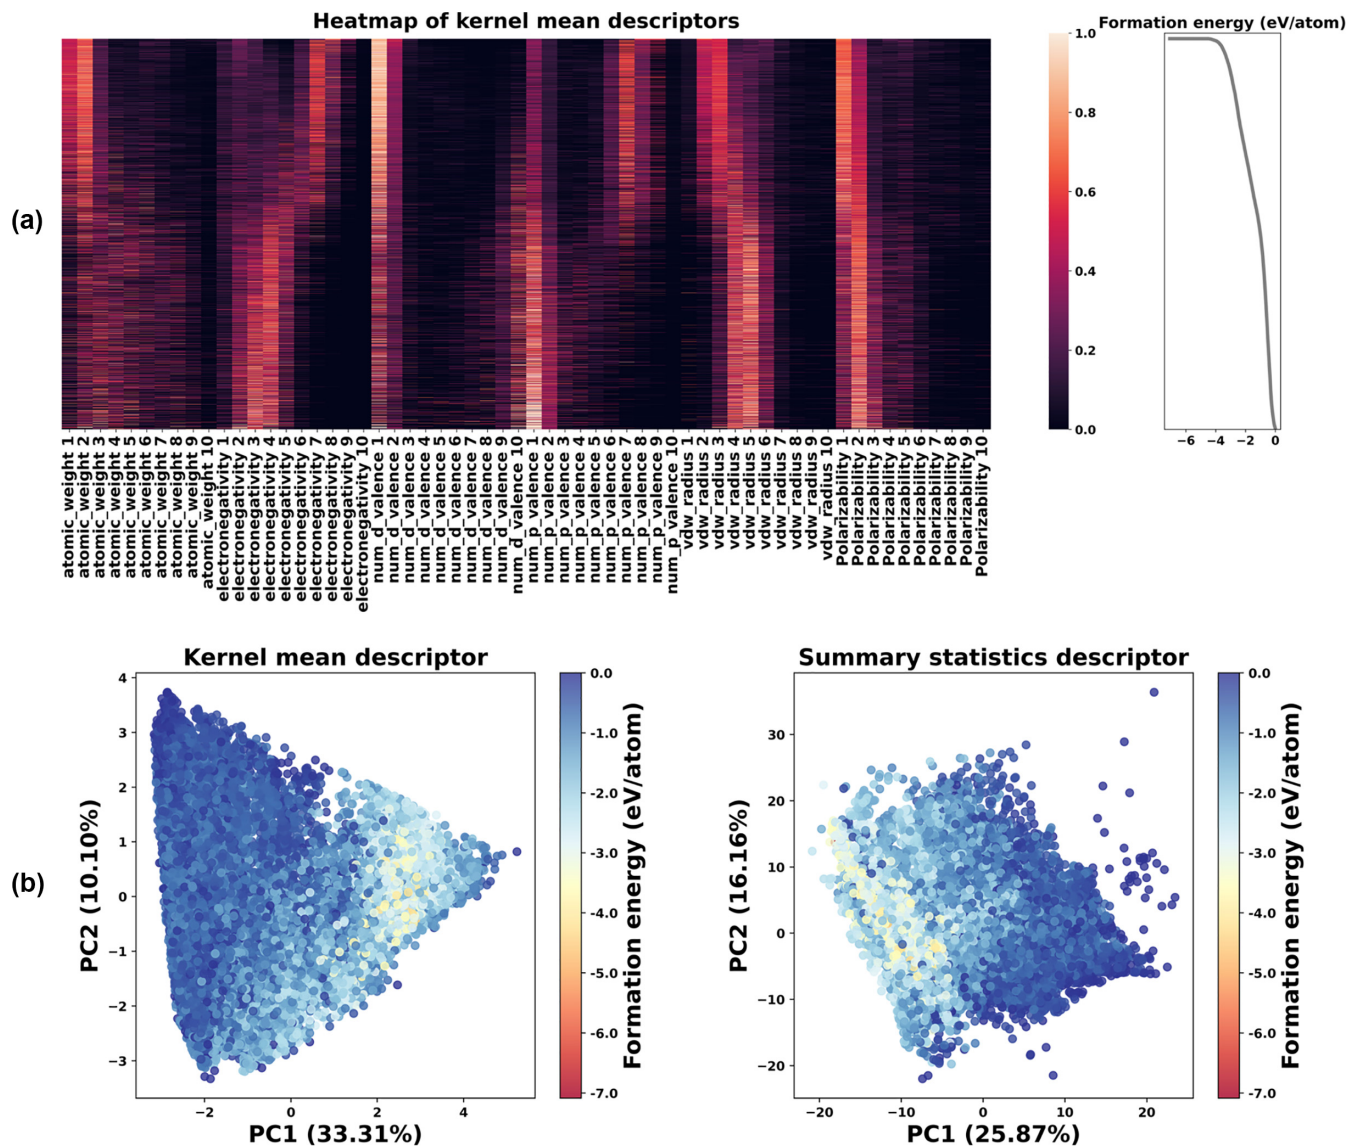 Heatmap of kernel mean descriptors
Formation energy (eV/atom)
(a)
1.0
0.8
0.6
0.4
0.2
0.0
−6 −4 −2 0
atomic_weight 1
atomic_weight 2
atomic_weight 3
atomic_weight 4
atomic_weight 5
atomic_weight 6
atomic_weight 7
atomic_weight 8
atomic_weight 9
atomic_weight 10
electronegativity 1
electronegativity 2
electronegativity 3
electronegativity 4
electronegativity 5
electronegativity 6
electronegativity 7
electronegativity 8
electronegativity 9
electronegativity 10
num_d_valence 1
num_d_valence 2
num_d_valence 3
num_d_valence 4
num_d_valence 5
num_d_valence 6
num_d_valence 7
num_d_valence 8
num_d_valence 9
num_d_valence 10
num_p_valence 1
num_p_valence 2
num_p_valence 3
num_p_valence 4
num_p_valence 5
num_p_valence 6
num_p_valence 7
num_p_valence 8
num_p_valence 9
num_p_valence 10
vdw_radius 1
vdw_radius 2
vdw_radius 3
vdw_radius 4
vdw_radius 5
vdw_radius 6
vdw_radius 7
vdw_radius 8
vdw_radius 9
vdw_radius 10
Polarizability 1
Polarizability 2
Polarizability 3
Polarizability 4
Polarizability 5
Polarizability 6
Polarizability 7
Polarizability 8
Polarizability 9
Polarizability 10
(b)
Kernel mean descriptor
4
3
2
1
0
−1
−2
−3
PC2 (10.10%)
−2 0 2 4
PC1 (33.31%)
0.0
-1.0
-2.0
-3.0
-4.0
-5.0
-6.0
-7.0
Formation energy (eV/atom)
Summary statistics descriptor
30
20
10
0
−10
−20
PC2 (16.16%)
−20 −10 0 10 20
PC1 (25.87%)
0.0
-1.0
-2.0
-3.0
-4.0
-5.0
-6.0
-7.0
Formation energy (eV/atom)